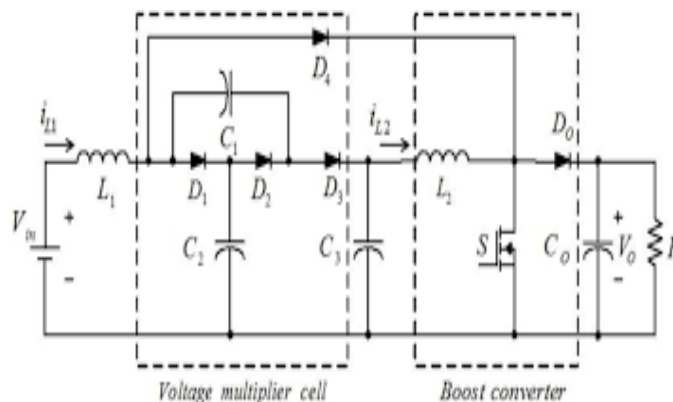 D4
iL1
C1
iL2
DO
L1
D1
D2
D3
L2
Vin
+
-
C2
C3
S
CO
+
VO
-
Voltage multiplier cell
Boost converter